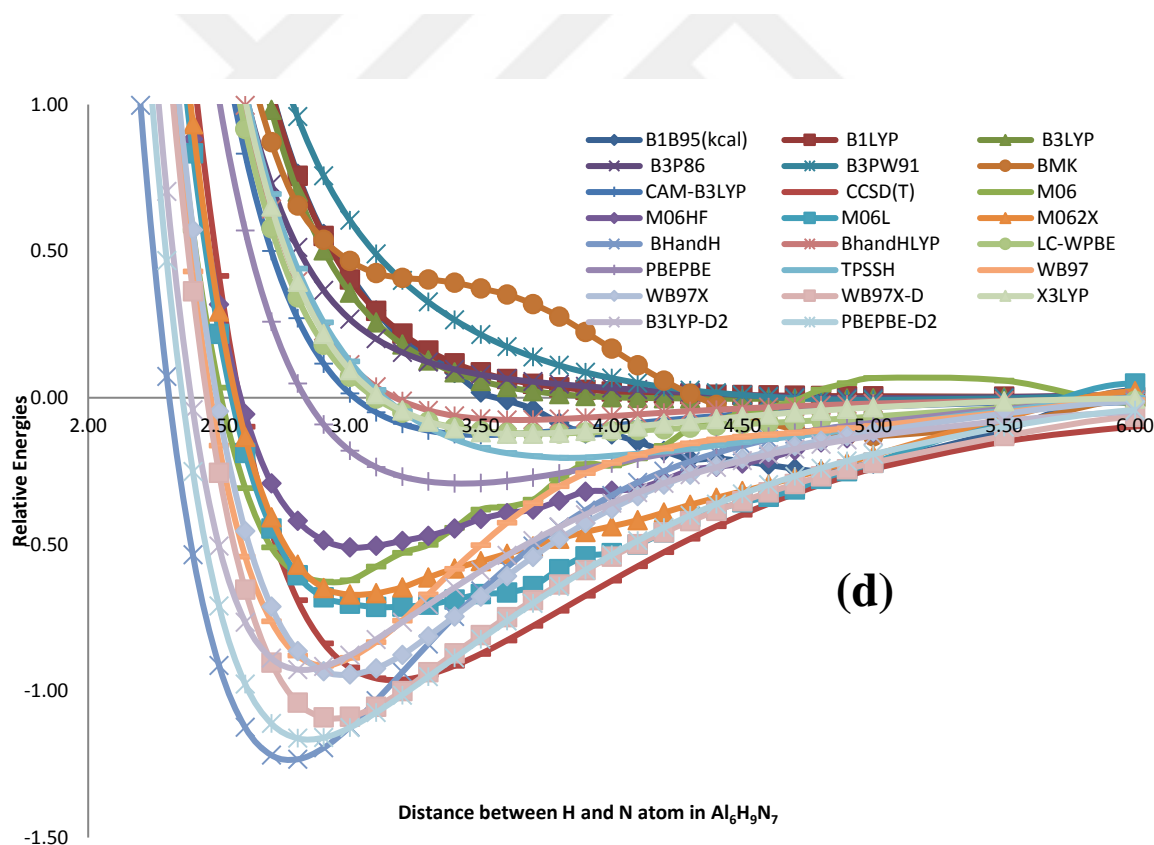 1.00
0.50
0.00
-0.50
-1.00
-1.50
2.00 2.50 3.00 3.50 4.00 4.50 5.00 5.50 6.00
Relative Energies
B1B95(kcal) B1LYP B3LYP
B3P86 B3PW91 BMK
CAM-B3LYP CCSD(T) M06
M06HF M06L M062X
BHandH BhandHLYP LC-WPBE
PBEPBE TPSSH WB97
WB97X WB97X-D X3LYP
B3LYP-D2 PBEPBE-D2
(d)
Distance between H and N atom in Al₆H₉N₇